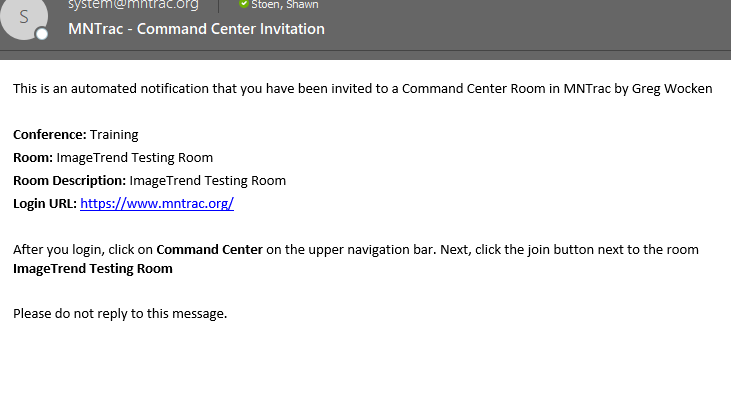 S
system@mntrac.org
Stoen, Shawn
MNTrac - Command Center Invitation
This is an automated notification that you have been invited to a Command Center Room in MNTrac by Greg Wocken
Conference: Training
Room: ImageTrend Testing Room
Room Description: ImageTrend Testing Room
Login URL: https://www.mntrac.org/
After you login, click on Command Center on the upper navigation bar. Next, click the join button next to the room
ImageTrend Testing Room
Please do not reply to this message.